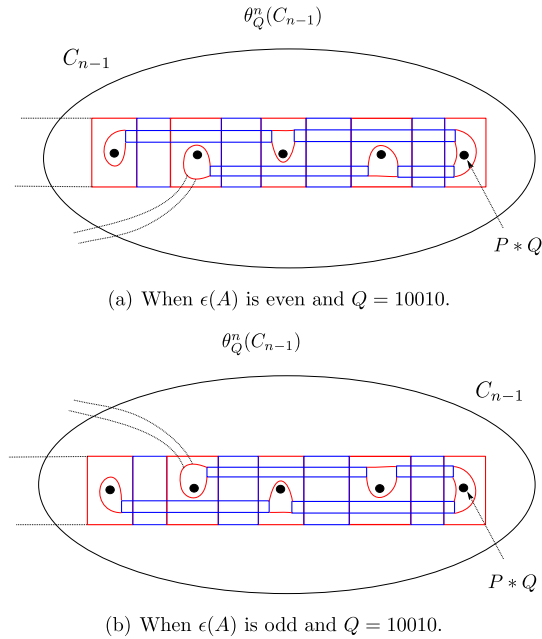 θ_Q^n(C_{n−1})
C_{n−1}
P ∗ Q
(a) When ϵ(A) is even and Q = 10010.
θ_Q^n(C_{n−1})
C_{n−1}
P ∗ Q
(b) When ϵ(A) is odd and Q = 10010.